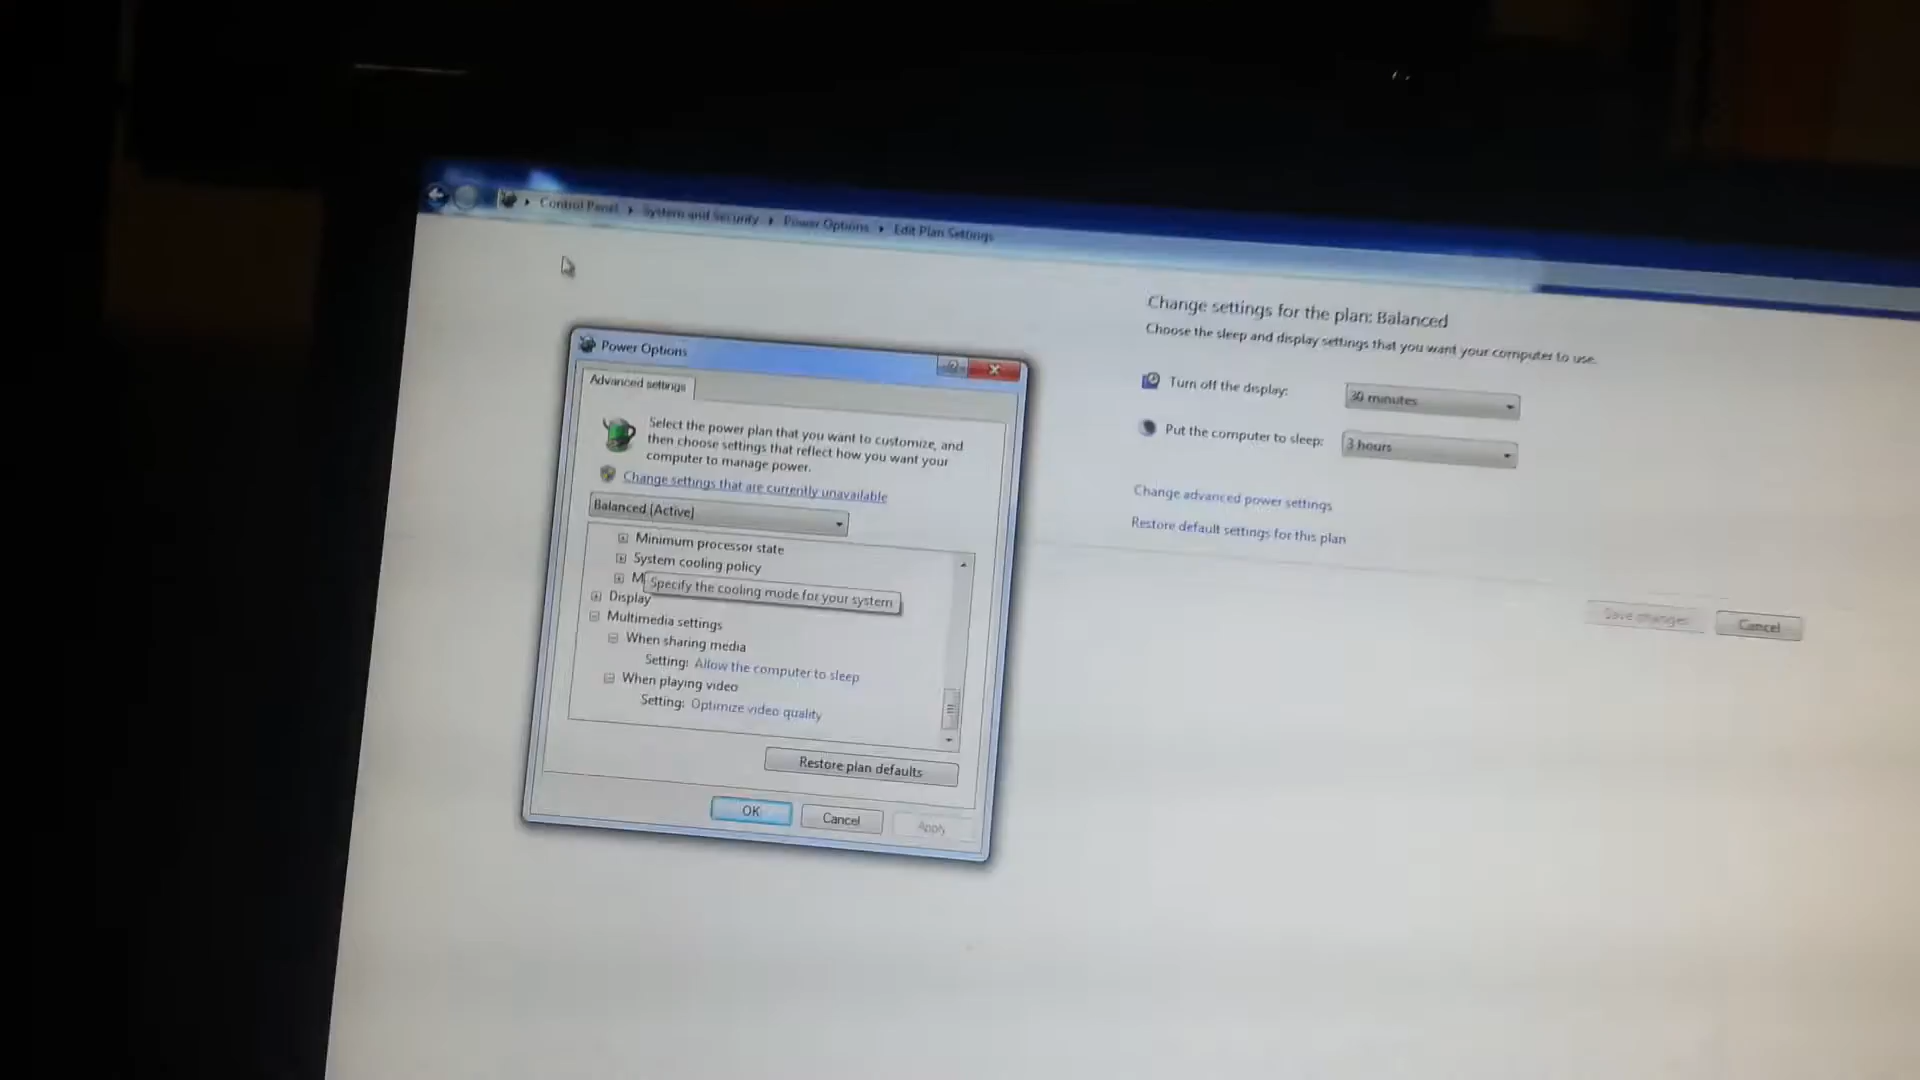 Control Panel ▸ System and Security ▸ Power Options ▸ Edit Plan Settings
Change settings for the plan: Balanced
Choose the sleep and display settings that you want your computer to use.
Turn off the display: 30 minutes
Put the computer to sleep: 3 hours
Change advanced power settings
Restore default settings for this plan
Save changes Cancel
Power Options
Advanced settings
Select the power plan that you want to customize, and
then choose settings that reflect how you want your
computer to manage power.
Change settings that are currently unavailable
Balanced [Active]
Minimum processor state
System cooling policy
M
Specify the cooling mode for your system
Display
Multimedia settings
When sharing media
Setting: Allow the computer to sleep
When playing video
Setting: Optimize video quality
Restore plan defaults
OK Cancel Apply